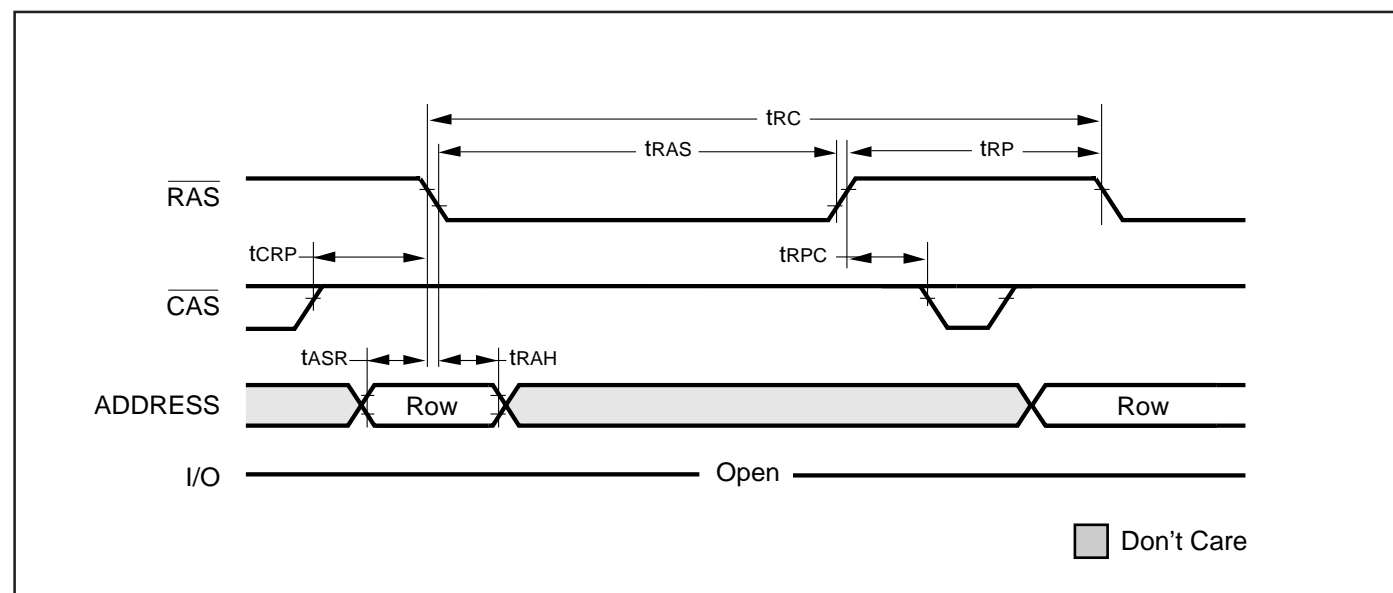 tRC
tRAS
tRP
RAS
tCRP
tRPC
CAS
tASR
tRAH
ADDRESS
Row
Row
I/O
Open
Don't Care